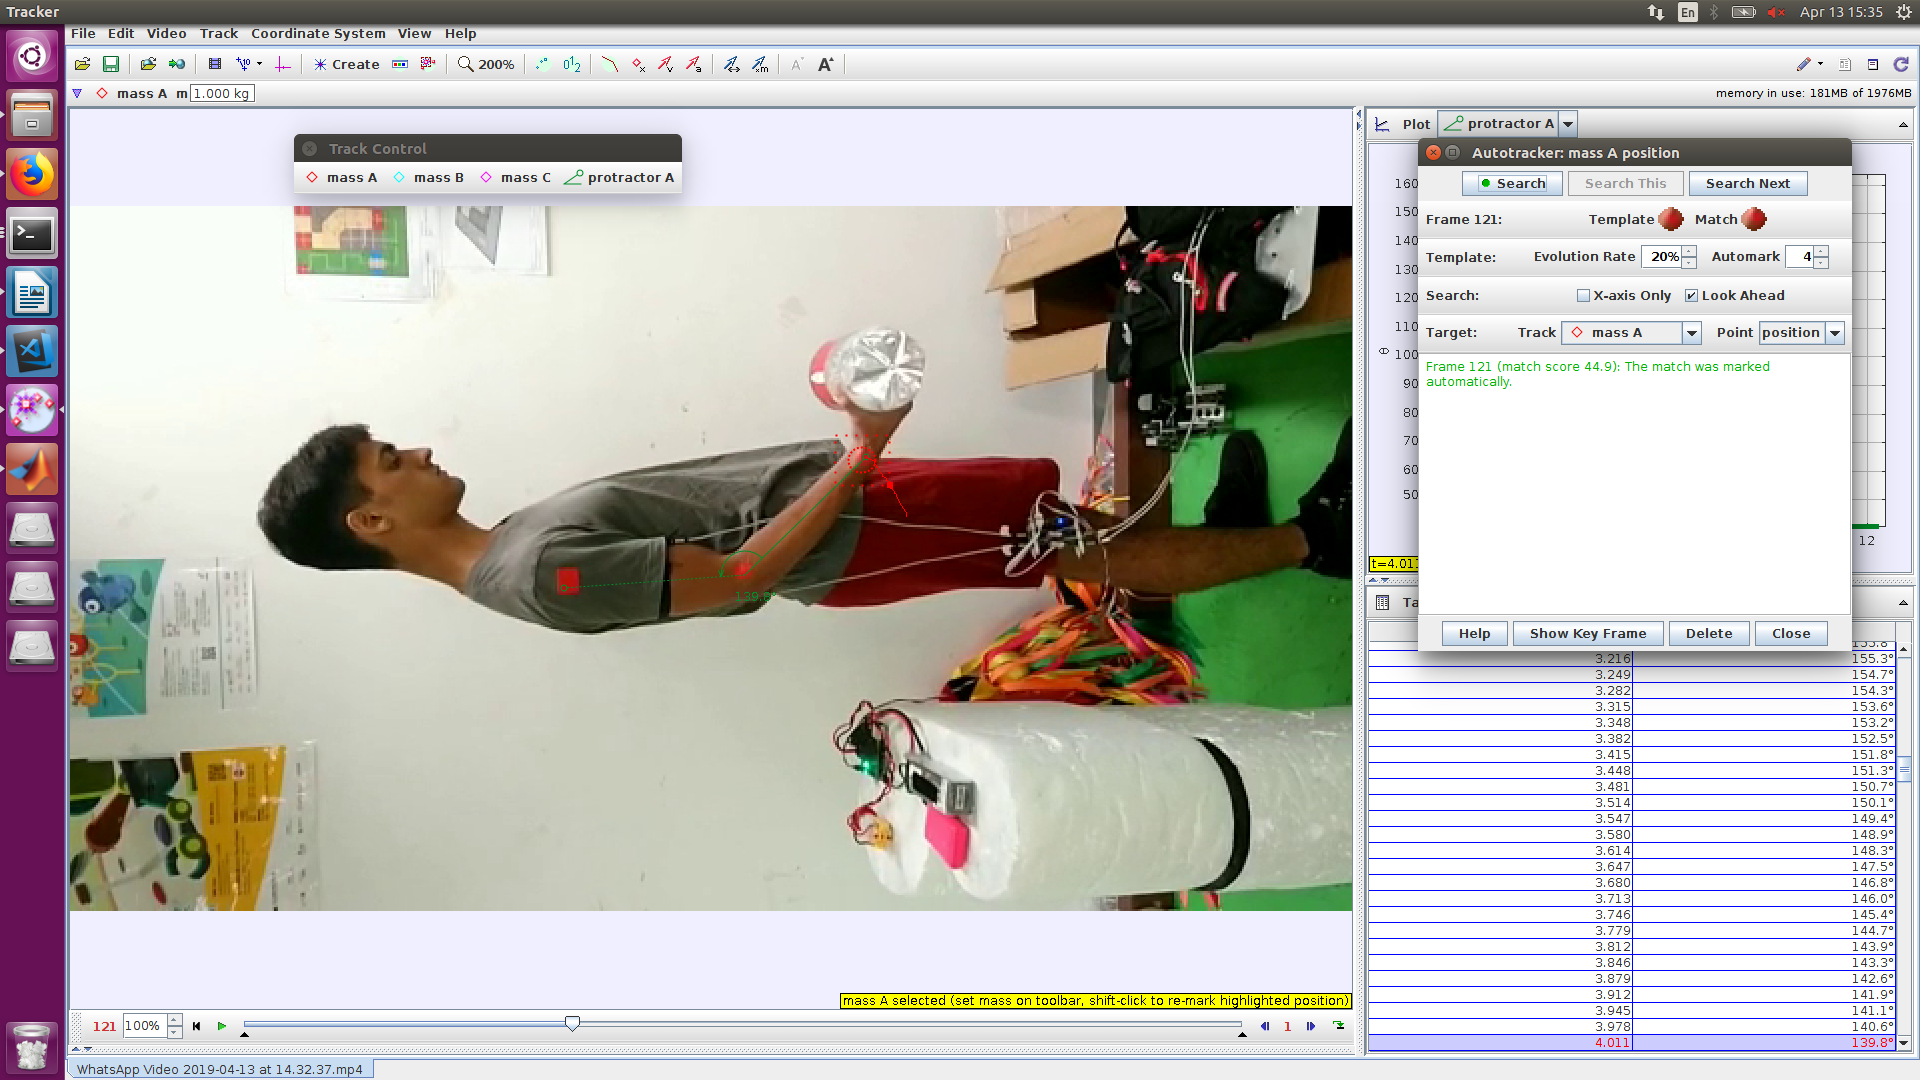 Tracker
En
Apr 13 15:35
File Edit Video Track Coordinate System View Help
Create
200%
mass A m 1.000 kg
memory in use: 181MB of 1976MB
Track Control
mass A mass B mass C protractor A
Plot protractor A
Autotracker: mass A position
Search Search This Search Next
Frame 121: Template Match
Template: Evolution Rate 20% Automark 4
Search: X-axis Only Look Ahead
Target: Track mass A Point position
Frame 121 (match score 44.9): The match was marked
automatically.
Help Show Key Frame Delete Close
160
150
140
130
120
110
100
90
80
70
60
50
12
t=4.011
Ta
139.8°
155.8°
3.216 155.3°
3.249 154.7°
3.282 154.3°
3.315 153.6°
3.348 153.2°
3.382 152.5°
3.415 151.8°
3.448 151.3°
3.481 150.7°
3.514 150.1°
3.547 149.4°
3.580 148.9°
3.614 148.3°
3.647 147.5°
3.680 146.8°
3.713 146.0°
3.746 145.4°
3.779 144.7°
3.812 143.9°
3.846 143.3°
3.879 142.6°
3.912 141.9°
3.945 141.1°
3.978 140.6°
4.011 139.8°
mass A selected (set mass on toolbar, shift-click to re-mark highlighted position)
121 100% 1
WhatsApp Video 2019-04-13 at 14.32.37.mp4